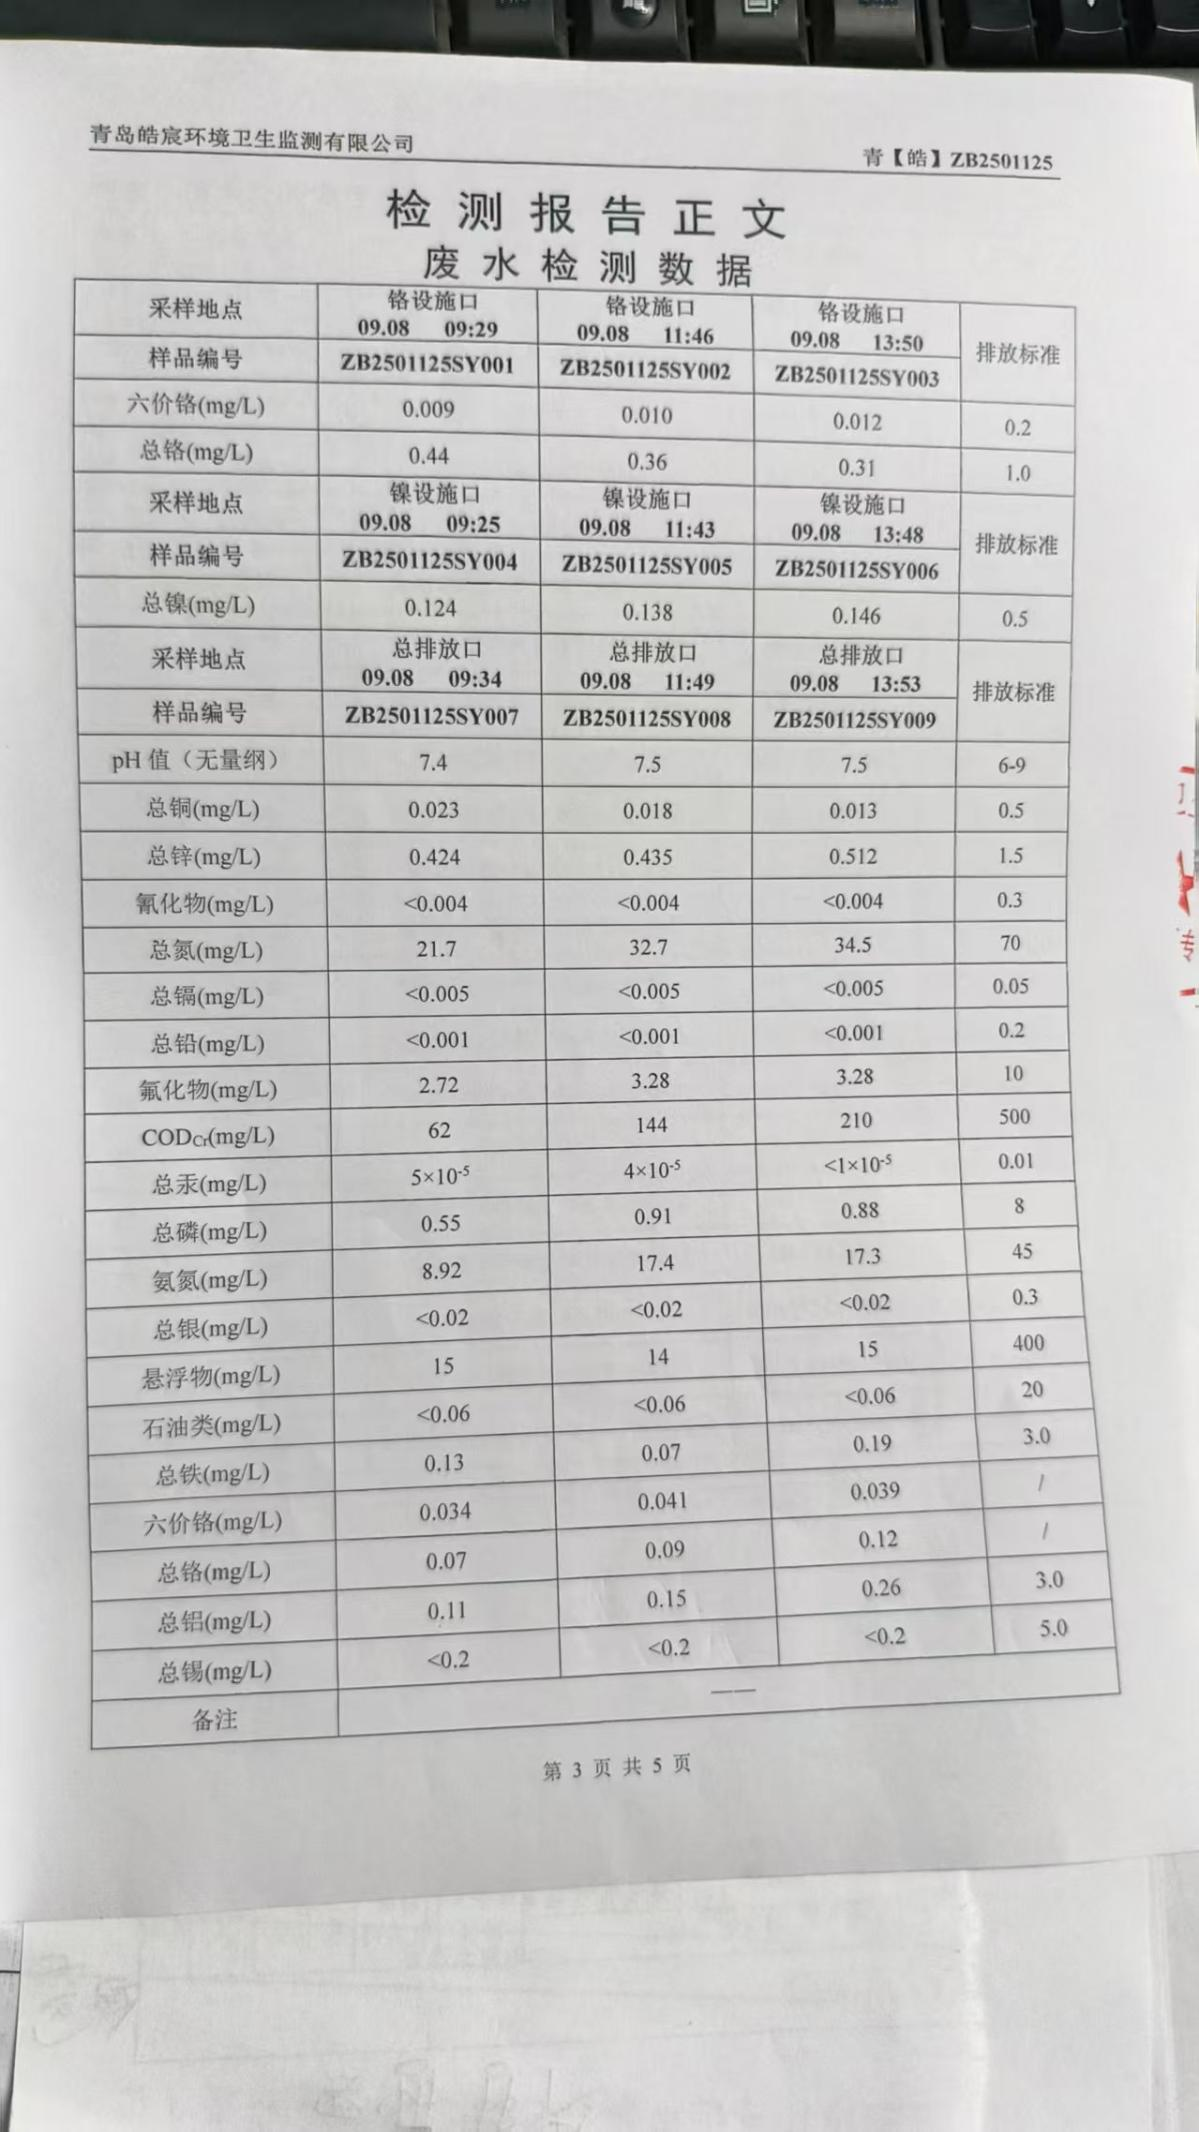 青岛皓宸环境卫生监测有限公司 青【皓】ZB2501125
检测报告正文
废水检测数据
采样地点 铬设施口 09.08 09:29 铬设施口 09.08 11:46 铬设施口 09.08 13:50 排放标准
样品编号 ZB2501125SY001 ZB2501125SY002 ZB2501125SY003
六价铬(mg/L) 0.009 0.010 0.012 0.2
总铬(mg/L) 0.44 0.36 0.31 1.0
采样地点 镍设施口 09.08 09:25 镍设施口 09.08 11:43 镍设施口 09.08 13:48 排放标准
样品编号 ZB2501125SY004 ZB2501125SY005 ZB2501125SY006
总镍(mg/L) 0.124 0.138 0.146 0.5
采样地点 总排放口 09.08 09:34 总排放口 09.08 11:49 总排放口 09.08 13:53 排放标准
样品编号 ZB2501125SY007 ZB2501125SY008 ZB2501125SY009
pH 值（无量纲） 7.4 7.5 7.5 6-9
总铜(mg/L) 0.023 0.018 0.013 0.5
总锌(mg/L) 0.424 0.435 0.512 1.5
氰化物(mg/L) <0.004 <0.004 <0.004 0.3
总氮(mg/L) 21.7 32.7 34.5 70
总镉(mg/L) <0.005 <0.005 <0.005 0.05
总铅(mg/L) <0.001 <0.001 <0.001 0.2
氟化物(mg/L) 2.72 3.28 3.28 10
CODCr(mg/L) 62 144 210 500
总汞(mg/L) 5×10⁻⁵ 4×10⁻⁵ <1×10⁻⁵ 0.01
总磷(mg/L) 0.55 0.91 0.88 8
氨氮(mg/L) 8.92 17.4 17.3 45
总银(mg/L) <0.02 <0.02 <0.02 0.3
悬浮物(mg/L) 15 14 15 400
石油类(mg/L) <0.06 <0.06 <0.06 20
总铁(mg/L) 0.13 0.07 0.19 3.0
六价铬(mg/L) 0.034 0.041 0.039 /
总铬(mg/L) 0.07 0.09 0.12 /
总铝(mg/L) 0.11 0.15 0.26 3.0
总锡(mg/L) <0.2 <0.2 <0.2 5.0
备注 ——
第 3 页 共 5 页